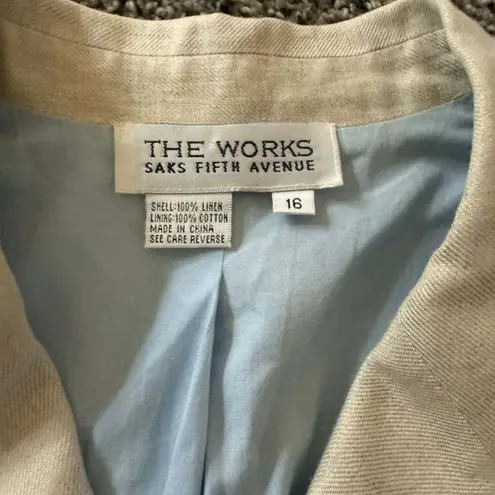 THE WORKS
SAKS FIFTH AVENUE
SHELL:100% LINEN
LINING:100% COTTON
MADE IN CHINA
SEE CARE REVERSE
16